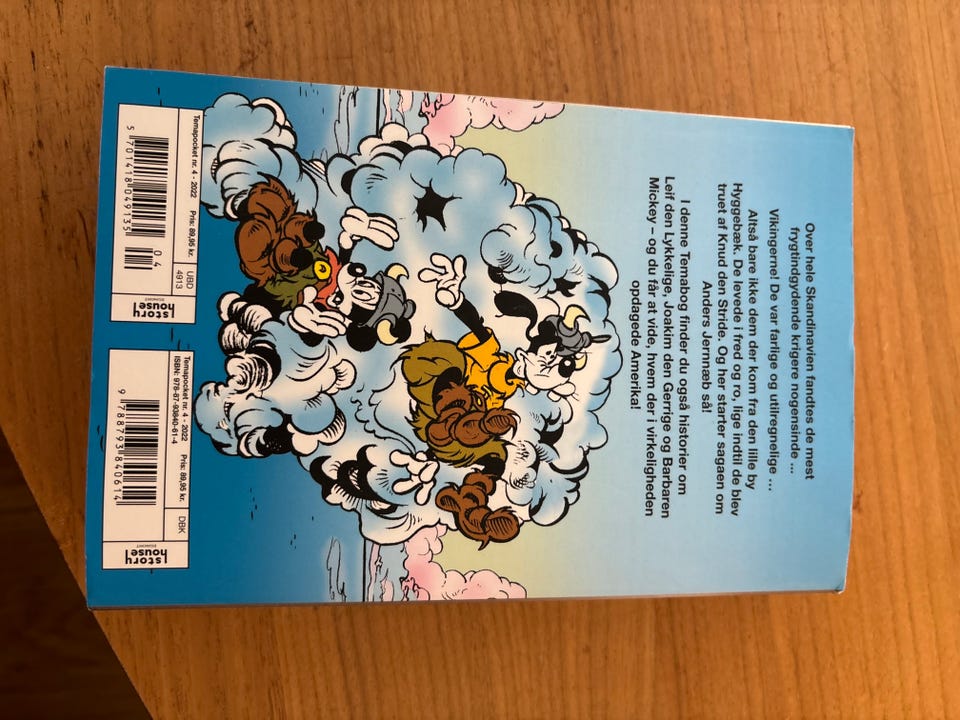 Over hele Skandinavien fandtes de mest
frygtindgydende krigere nogensinde ...
Vikingerne! De var farlige og utilregnelige ...
Altså bare ikke dem der kom fra den lille by
Hyggebæk. De levede i fred og ro, lige indtil de blev
truet af Knud den Stride. Og her starter sagen om
Anders Jernnæb så!
I denne Temabog finder du også historier om
Leif den Lykkelige, Joakim den Gerrige og Barbaren
Mickey – og du får at vide, hvem der i virkeligheden
opdagede Amerika!
Temapocket nr. 4 - 2022 Pris: 89,95 kr.
UBD
4913
04
5 701418 049135
story
house
EGMONT
Temapocket nr. 4 - 2022 Pris: 89,95 kr.
ISBN: 978-87-93840-61-4
DBK
9 788793 840614
story
house
EGMONT